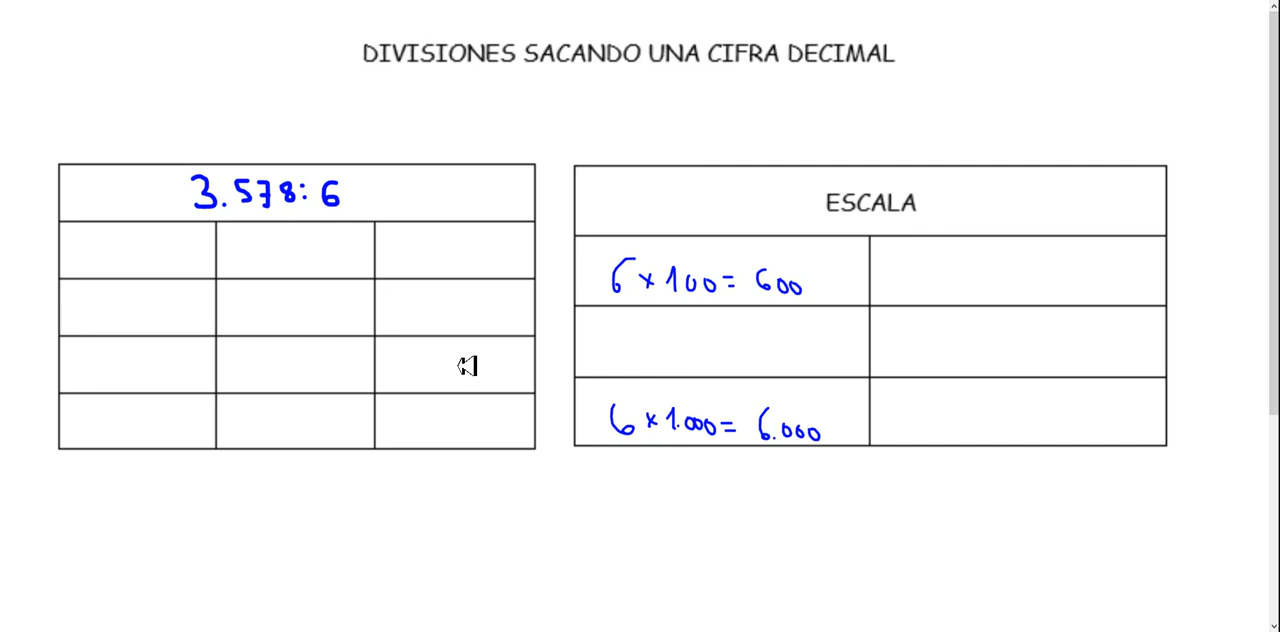 DIVISIONES SACANDO UNA CIFRA DECIMAL
3.578:6
ESCALA
6 x 100 = 600
6 x 1.000 = 6.000